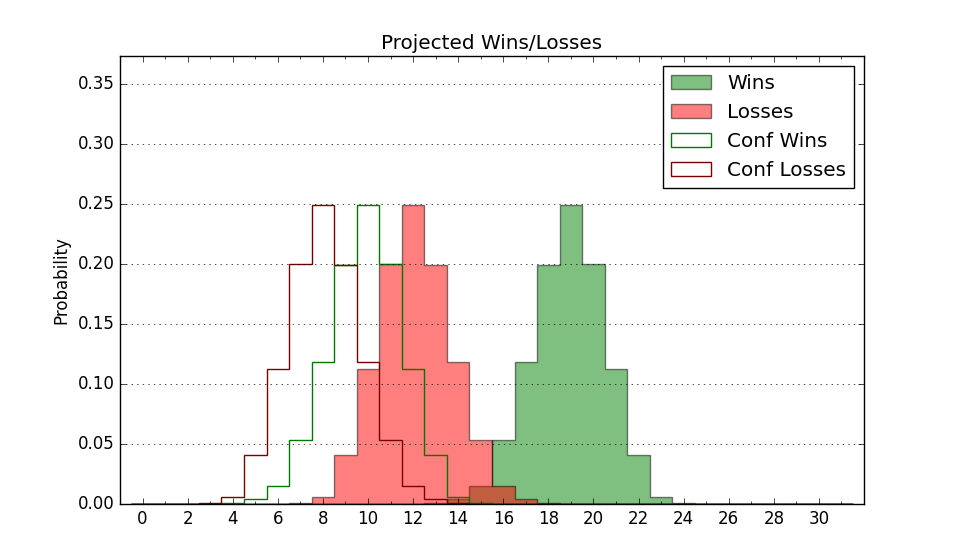 Projected Wins/Losses
Wins
Losses
Conf Wins
Conf Losses
Probability
0.35
0.30
0.25
0.20
0.15
0.10
0.05
0.00
0 2 4 6 8 10 12 14 16 18 20 22 24 26 28 30